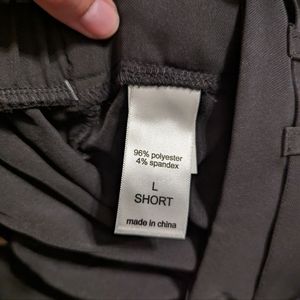 96% polyester
4% spandex
L
SHORT
made in china